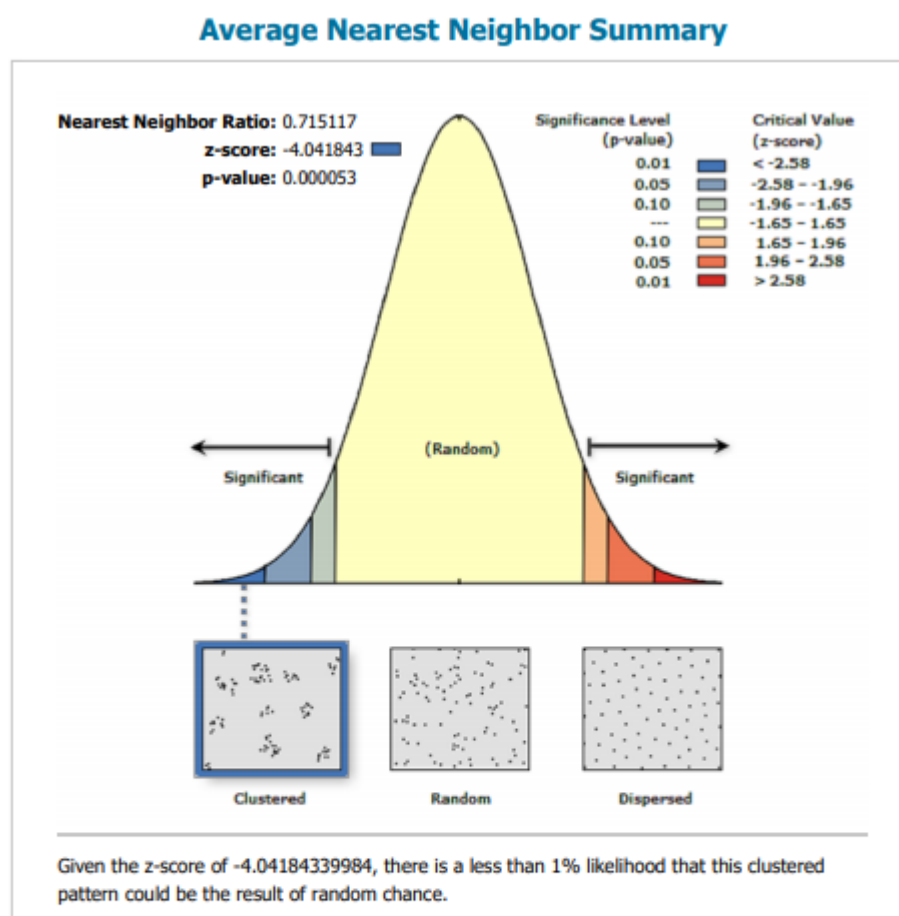 Average Nearest Neighbor Summary
Nearest Neighbor Ratio: 0.715117
z-score: -4.041843
p-value: 0.000053
Significance Level Critical Value
(p-value) (z-score)
0.01 < -2.58
0.05 -2.58 - -1.96
0.10 -1.96 - -1.65
--- -1.65 - 1.65
0.10 1.65 - 1.96
0.05 1.96 - 2.58
0.01 > 2.58
(Random)
Significant Significant
Clustered Random Dispersed
Given the z-score of -4.04184339984, there is a less than 1% likelihood that this clustered
pattern could be the result of random chance.